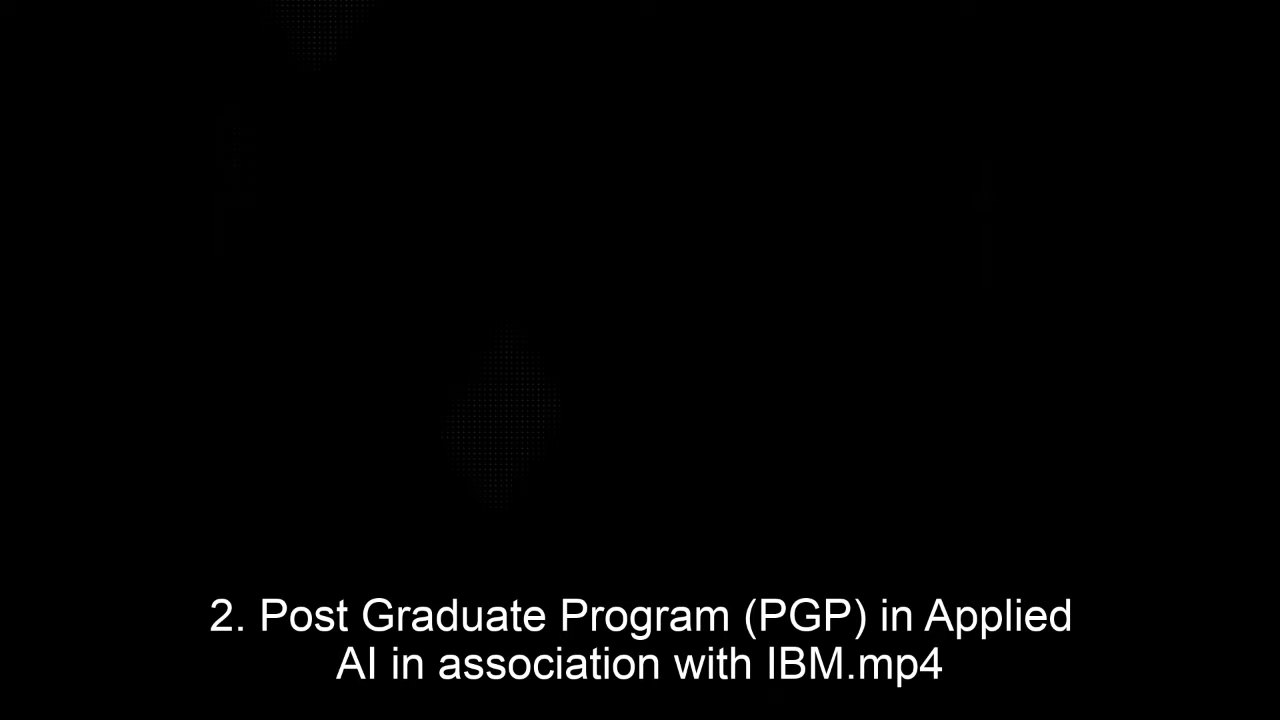 2. Post Graduate Program (PGP) in Applied
AI in association with IBM.mp4